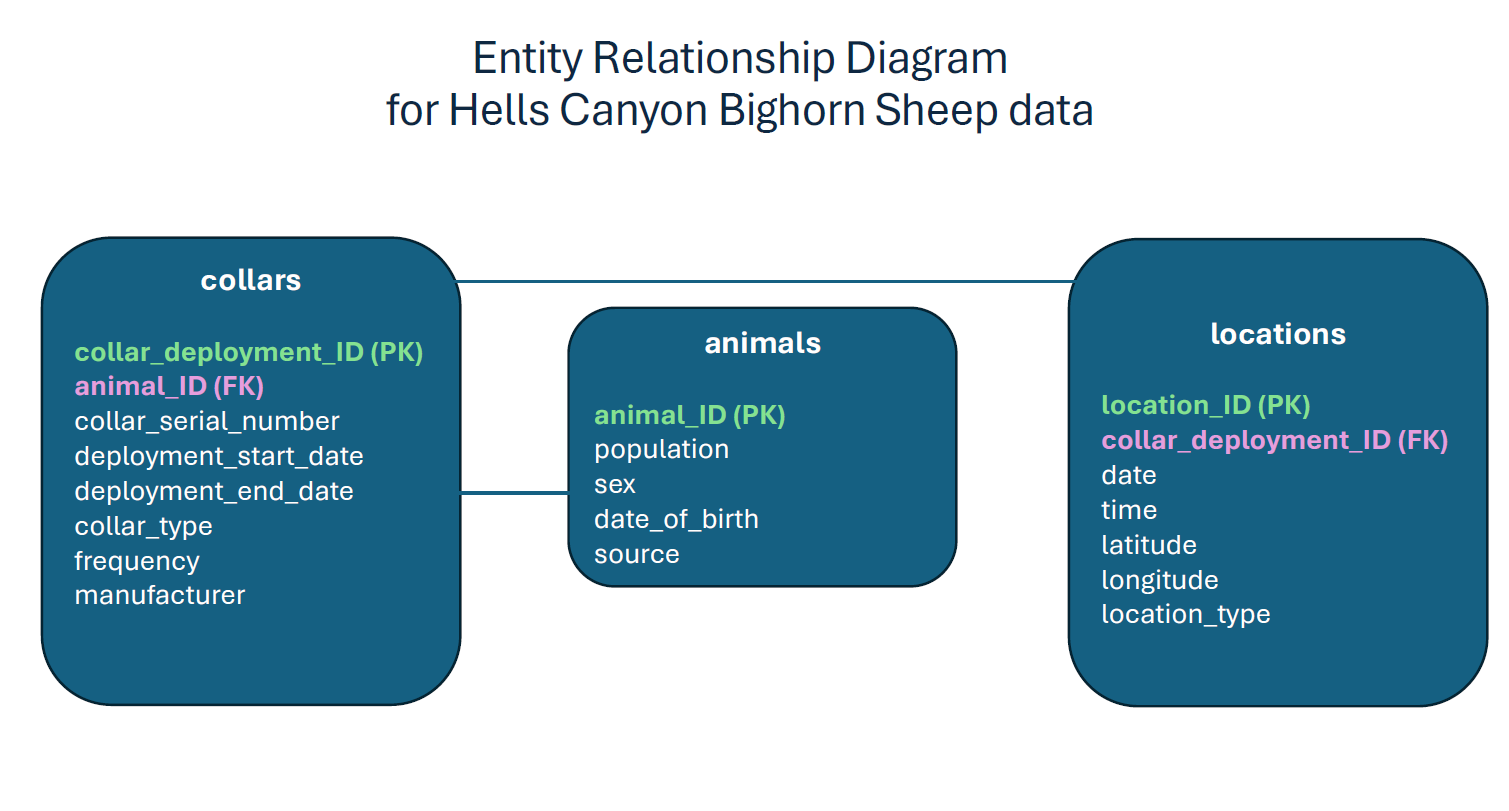 Entity Relationship Diagram
for Hells Canyon Bighorn Sheep data
collars
collar_deployment_ID (PK)
animal_ID (FK)
collar_serial_number
deployment_start_date
deployment_end_date
collar_type
frequency
manufacturer
animals
animal_ID (PK)
population
sex
date_of_birth
source
locations
location_ID (PK)
collar_deployment_ID (FK)
date
time
latitude
longitude
location_type